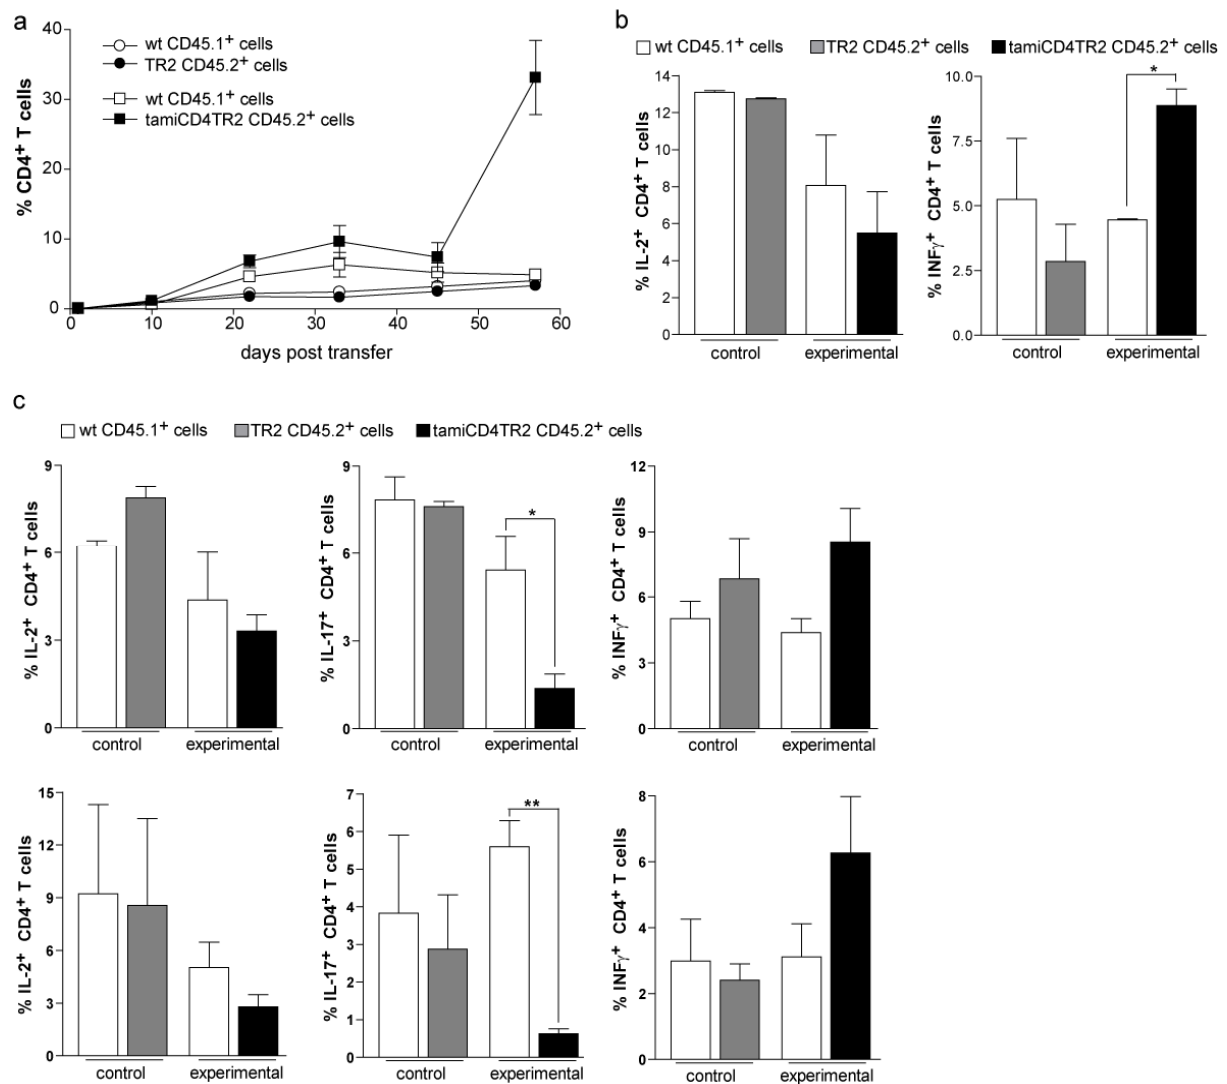 a
wt CD45.1+ cells
TR2 CD45.2+ cells
wt CD45.1+ cells
tamiCD4TR2 CD45.2+ cells
% CD4+ T cells
40
30
20
10
0
0 10 20 30 40 50 60
days post transfer
b
wt CD45.1+ cells TR2 CD45.2+ cells tamiCD4TR2 CD45.2+ cells
% IL-2+ CD4+ T cells
14
12
10
8
6
4
2
0
control experimental
% INFγ+ CD4+ T cells
10.0
7.5
5.0
2.5
0.0
*
control experimental
c
wt CD45.1+ cells TR2 CD45.2+ cells tamiCD4TR2 CD45.2+ cells
% IL-2+ CD4+ T cells
9
6
3
0
control experimental
% IL-17+ CD4+ T cells
9
6
3
0
*
control experimental
% INFγ+ CD4+ T cells
12
9
6
3
0
control experimental
% IL-2+ CD4+ T cells
15
12
9
6
3
0
control experimental
% IL-17+ CD4+ T cells
7
6
5
4
3
2
1
0
**
control experimental
% INFγ+ CD4+ T cells
8
6
4
2
0
control experimental